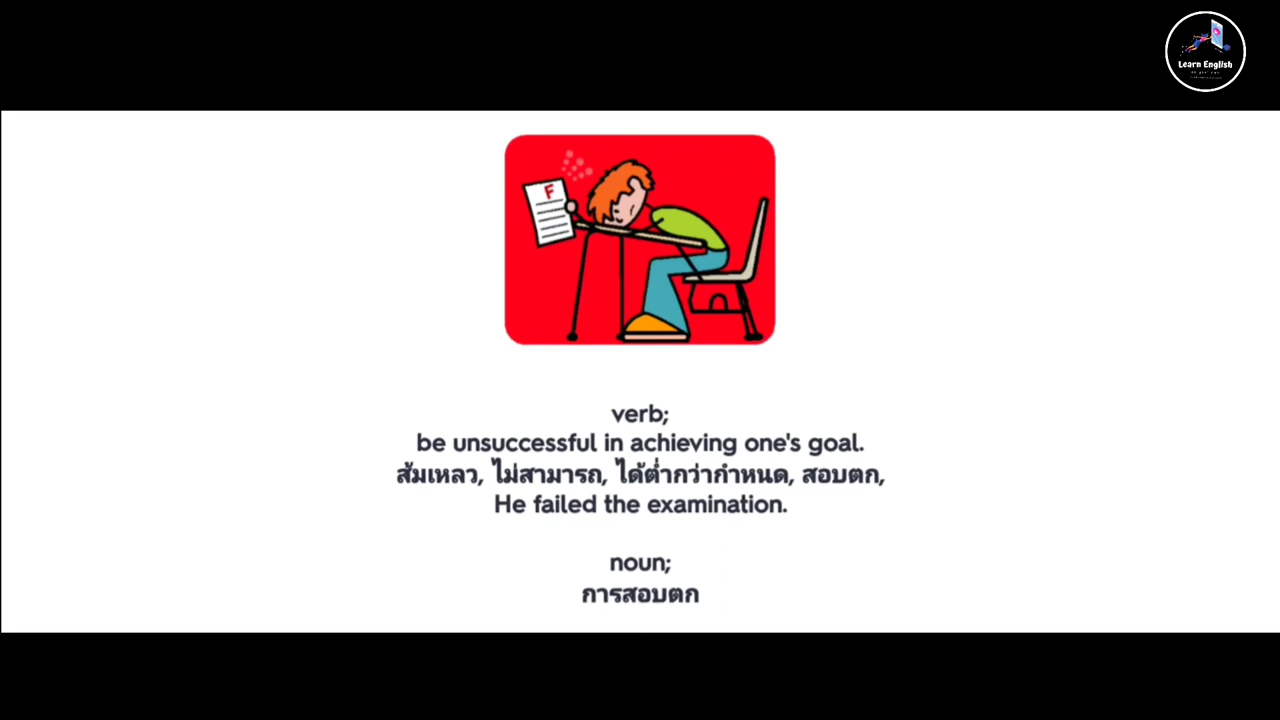 Learn English
F
verb;
be unsuccessful in achieving one's goal.
ส้มเหลว, ไม่สามารถ, ได้ต่ำกว่ากำหนด, สอบตก,
He failed the examination.
noun;
การสอบตก